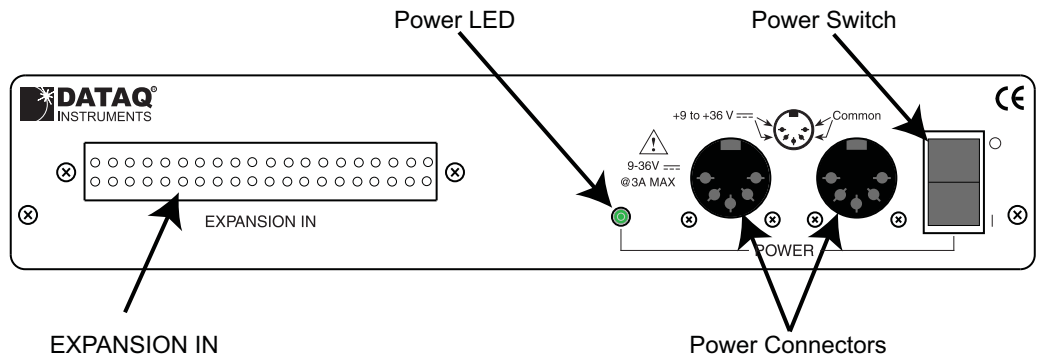 Power LED
Power Switch
DATAQ®
INSTRUMENTS
CE
+9 to +36 V
Common
9-36V
@3A MAX
EXPANSION IN
POWER
EXPANSION IN
Power Connectors